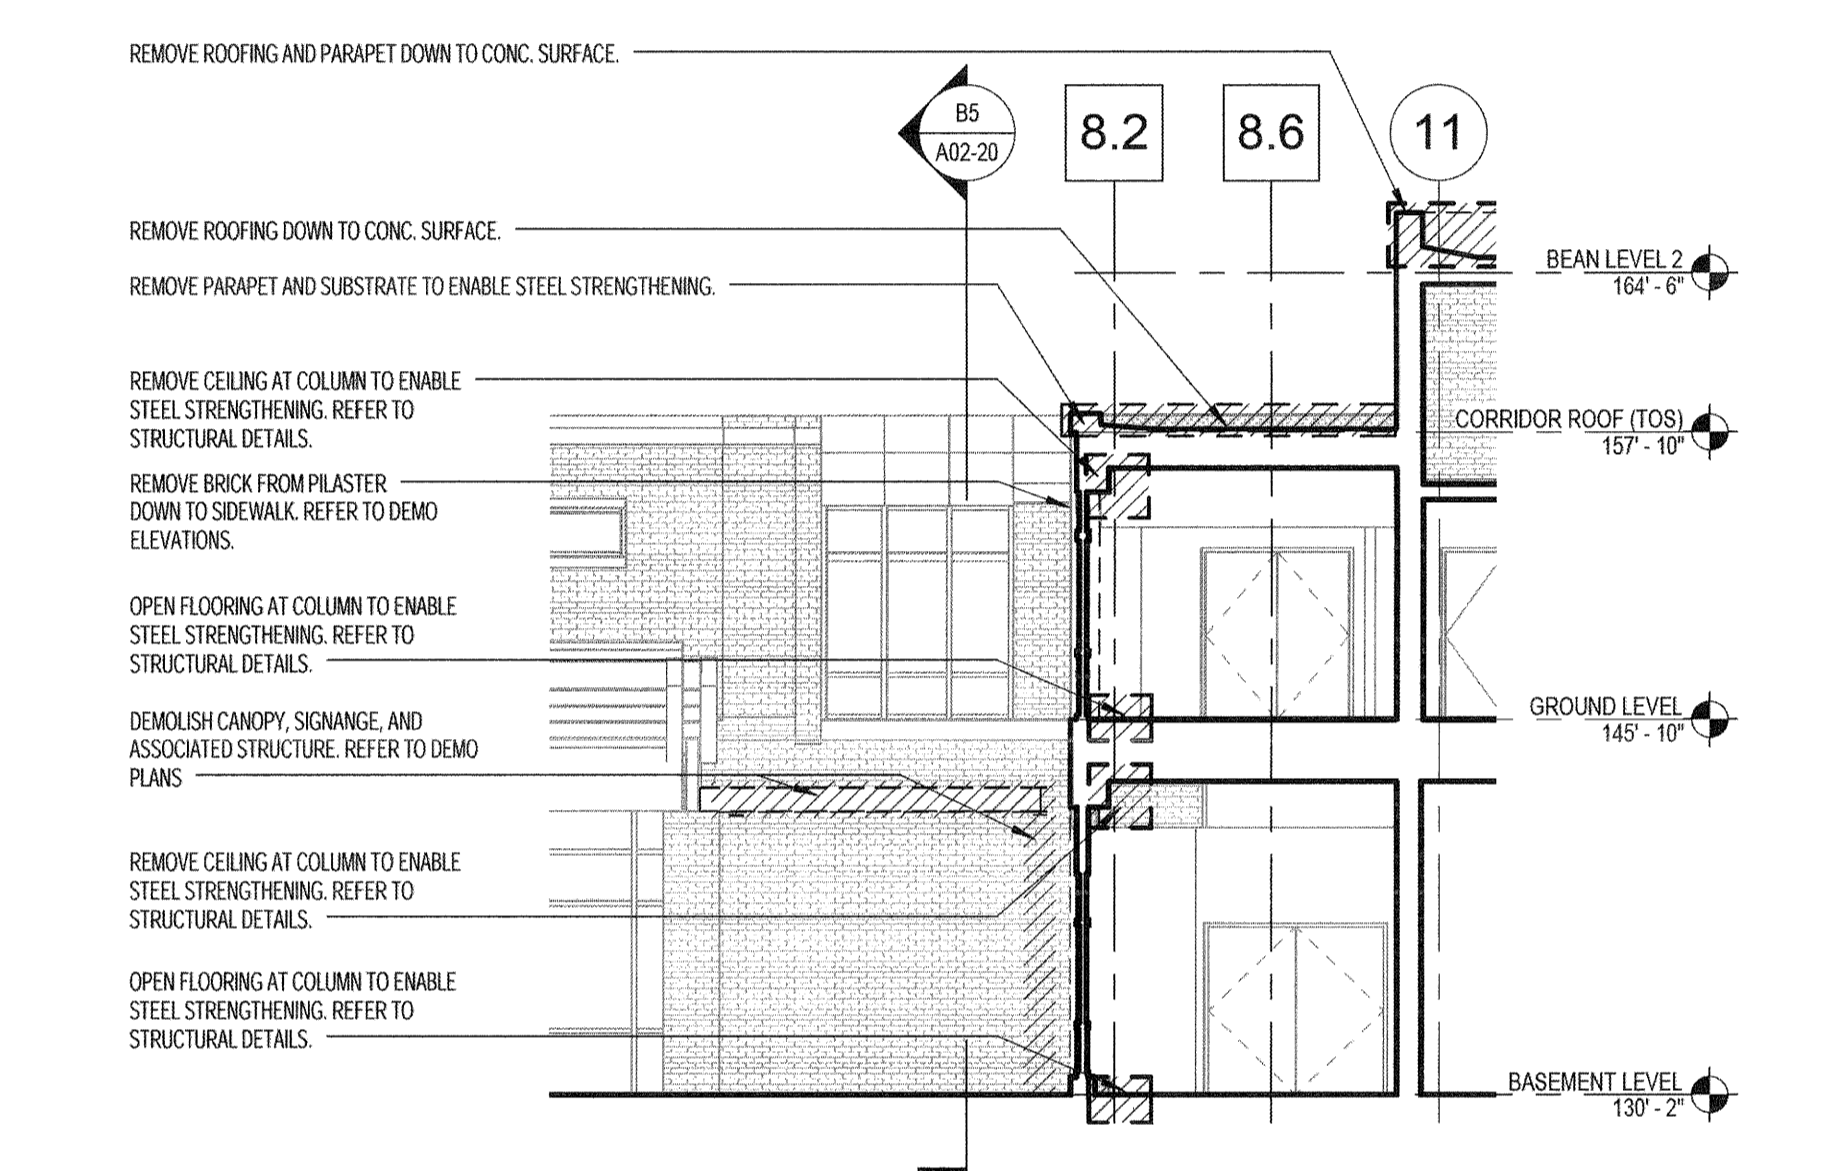 REMOVE ROOFING AND PARAPET DOWN TO CONC. SURFACE.
B5
A02-20
8.2
8.6
11
REMOVE ROOFING DOWN TO CONC. SURFACE.
BEAN LEVEL 2
164' - 6"
REMOVE PARAPET AND SUBSTRATE TO ENABLE STEEL STRENGTHENING.
REMOVE CEILING AT COLUMN TO ENABLE
STEEL STRENGTHENING. REFER TO
STRUCTURAL DETAILS.
CORRIDOR ROOF (TOS)
157' - 10"
REMOVE BRICK FROM PILASTER
DOWN TO SIDEWALK. REFER TO DEMO
ELEVATIONS.
OPEN FLOORING AT COLUMN TO ENABLE
STEEL STRENGTHENING. REFER TO
STRUCTURAL DETAILS.
GROUND LEVEL
145' - 10"
DEMOLISH CANOPY, SIGNANGE, AND
ASSOCIATED STRUCTURE. REFER TO DEMO
PLANS
REMOVE CEILING AT COLUMN TO ENABLE
STEEL STRENGTHENING. REFER TO
STRUCTURAL DETAILS.
OPEN FLOORING AT COLUMN TO ENABLE
STEEL STRENGTHENING. REFER TO
STRUCTURAL DETAILS.
BASEMENT LEVEL
130' - 2"